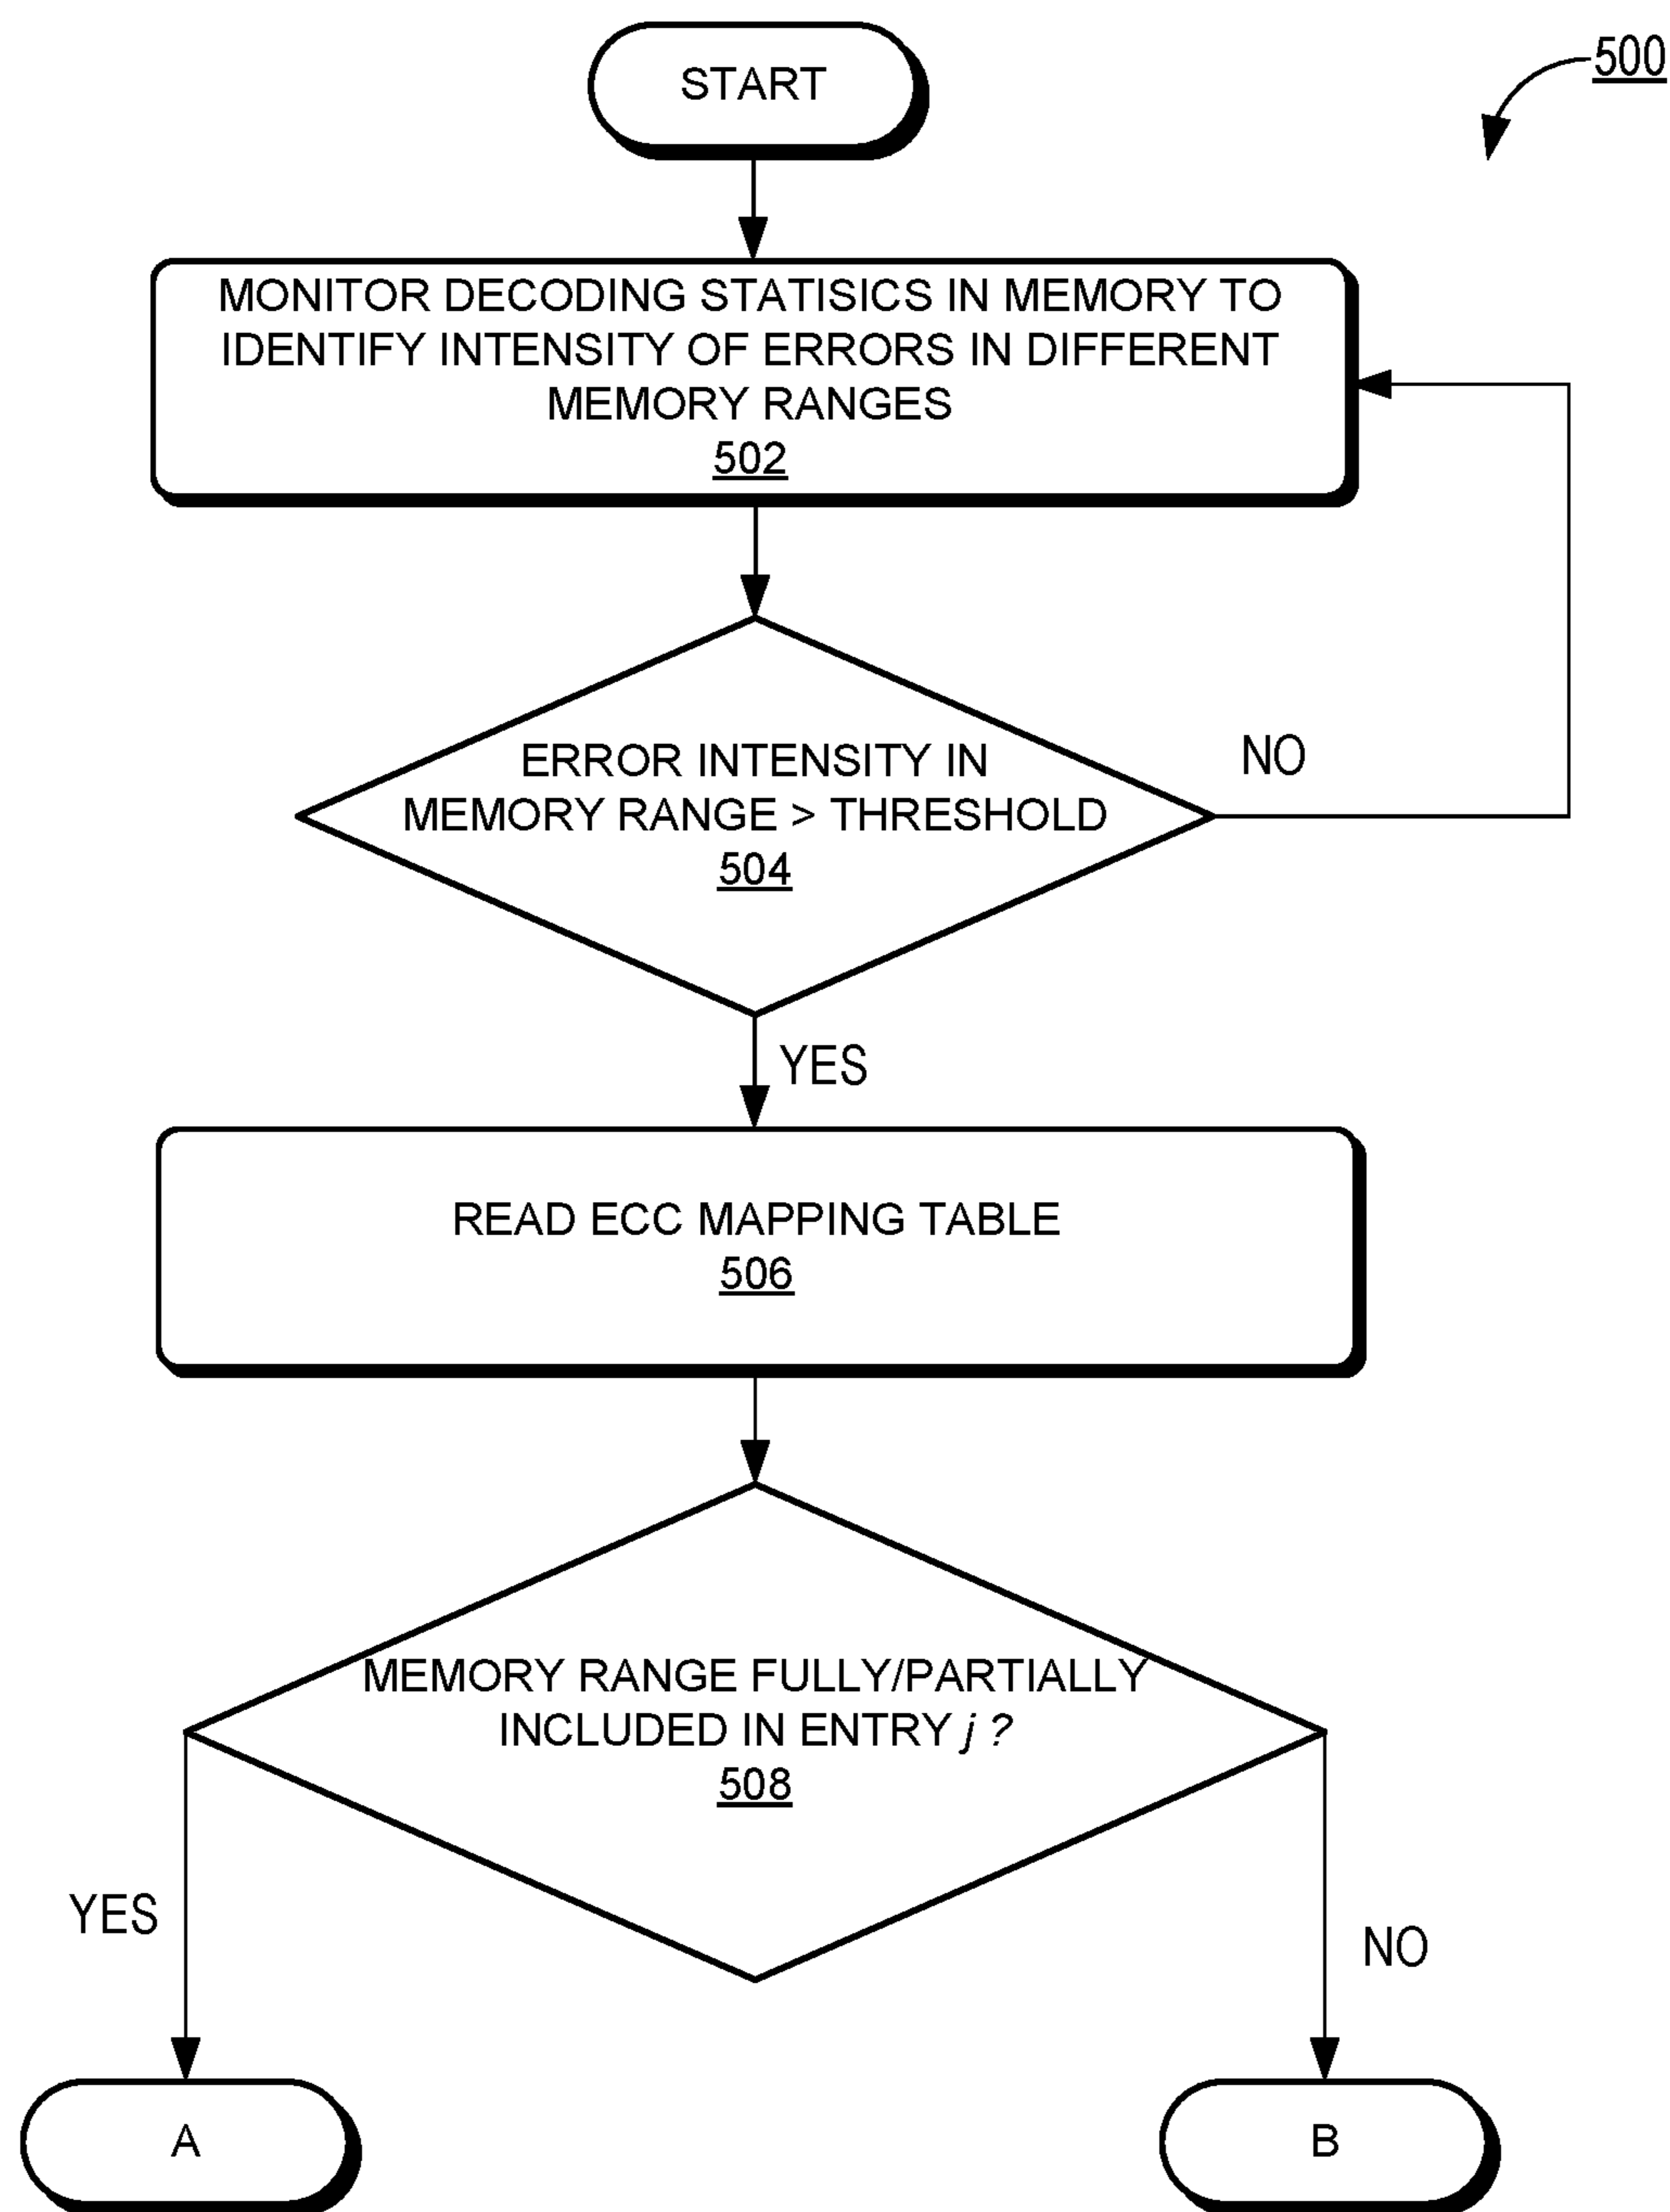 START
500
MONITOR DECODING STATISICS IN MEMORY TO
IDENTIFY INTENSITY OF ERRORS IN DIFFERENT
MEMORY RANGES
502
ERROR INTENSITY IN
MEMORY RANGE > THRESHOLD
504
NO
YES
READ ECC MAPPING TABLE
506
MEMORY RANGE FULLY/PARTIALLY
INCLUDED IN ENTRY j ?
508
YES
NO
A
B